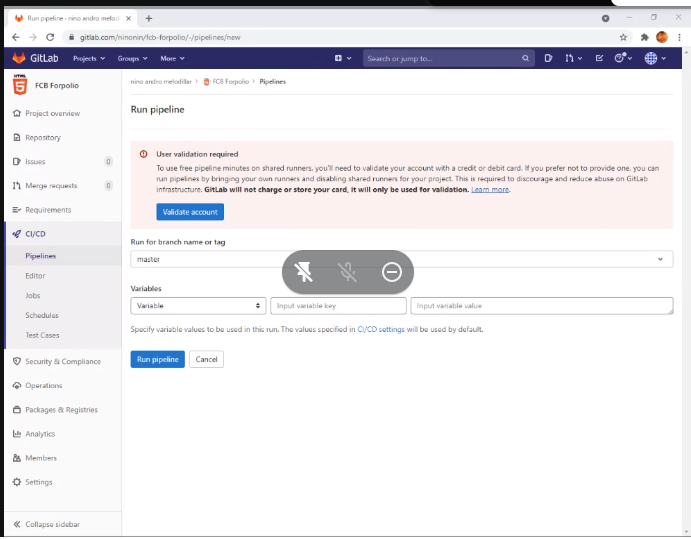 Run pipeline - nino andro melodi
gitlab.com/ninonin/fcb-forpolio/-/pipelines/new
GitLab
Projects
Groups
More
Search or jump to...
HTML
5
FCB Forpolio
nino andro melodillar > FCB Forpolio > Pipelines
Project overview
Repository
Issues
0
Merge requests
0
Requirements
CI/CD
Pipelines
Editor
Jobs
Schedules
Test Cases
Security & Compliance
Operations
Packages & Registries
Analytics
Members
Settings
Collapse sidebar
Run pipeline
User validation required
To use free pipeline minutes on shared runners, you'll need to validate your account with a credit or debit card. If you prefer not to provide one, you can
run pipelines by bringing your own runners and disabling shared runners for your project. This is required to discourage and reduce abuse on GitLab
infrastructure. GitLab will not charge or store your card, it will only be used for validation. Learn more.
Validate account
Run for branch name or tag
master
Variables
Variable
Input variable key
Input variable value
Specify variable values to be used in this run. The values specified in CI/CD settings will be used by default.
Run pipeline
Cancel